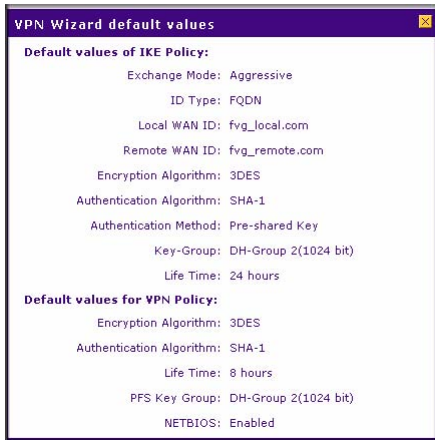 VPN Wizard default values
Default values of IKE Policy:
Exchange Mode: Aggressive
ID Type: FQDN
Local WAN ID: fvg_local.com
Remote WAN ID: fvg_remote.com
Encryption Algorithm: 3DES
Authentication Algorithm: SHA-1
Authentication Method: Pre-shared Key
Key-Group: DH-Group 2(1024 bit)
Life Time: 24 hours
Default values for VPN Policy:
Encryption Algorithm: 3DES
Authentication Algorithm: SHA-1
Life Time: 8 hours
PFS Key Group: DH-Group 2(1024 bit)
NETBIOS: Enabled